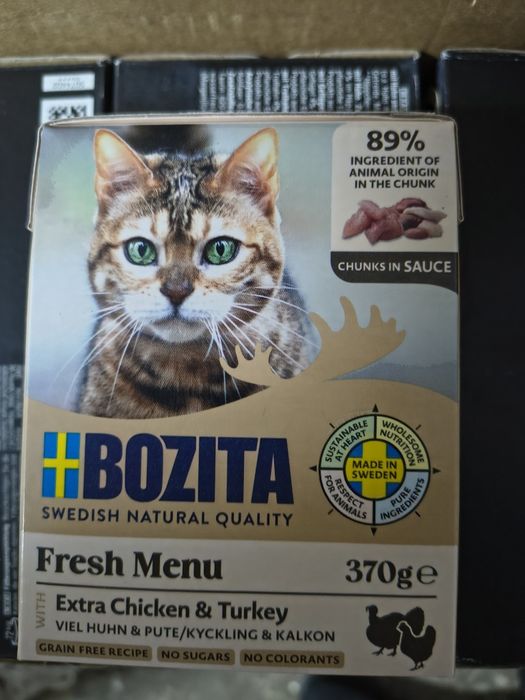 89%
INGREDIENT OF
ANIMAL ORIGIN
IN THE CHUNK
CHUNKS IN SAUCE
BOZITA
SWEDISH NATURAL QUALITY
SUSTAINABLE
AT HEART
WHOLESOME
NUTRITION
MADE IN
SWEDEN
RESPECT
FOR ANIMALS
PURE
INGREDIENTS
Fresh Menu
370g℮
WITH
Extra Chicken & Turkey
VIEL HUHN & PUTE/KYCKLING & KALKON
GRAIN FREE RECIPE NO SUGARS NO COLORANTS